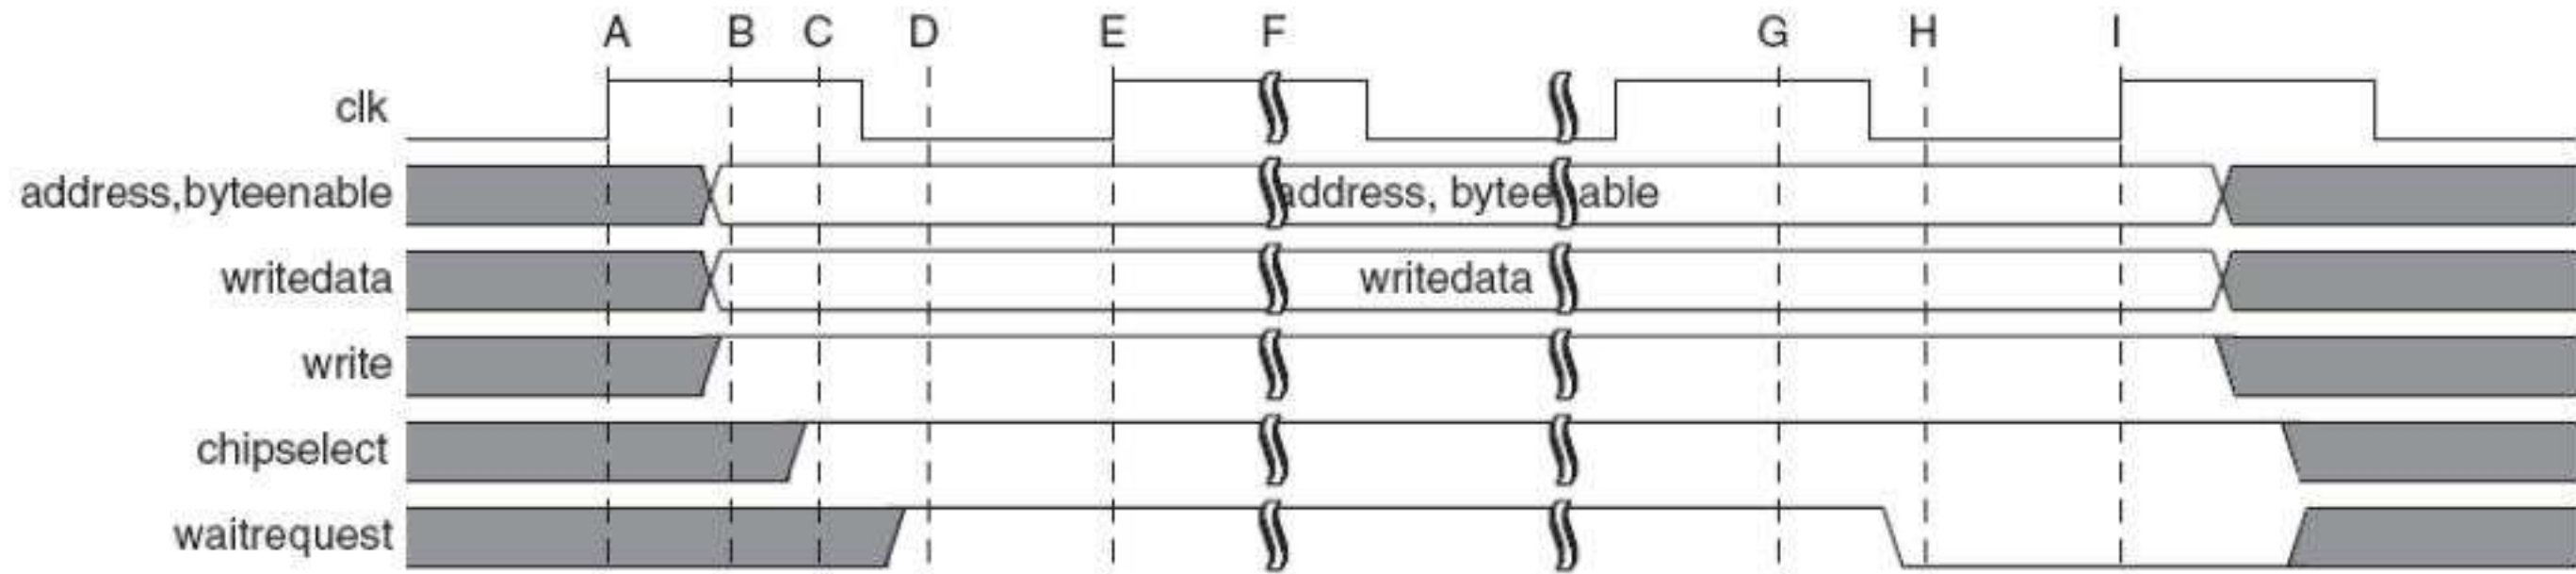 A B C D E F G H I
clk
address,byteenable address, byteenable
writedata writedata
write
chipselect
waitrequest